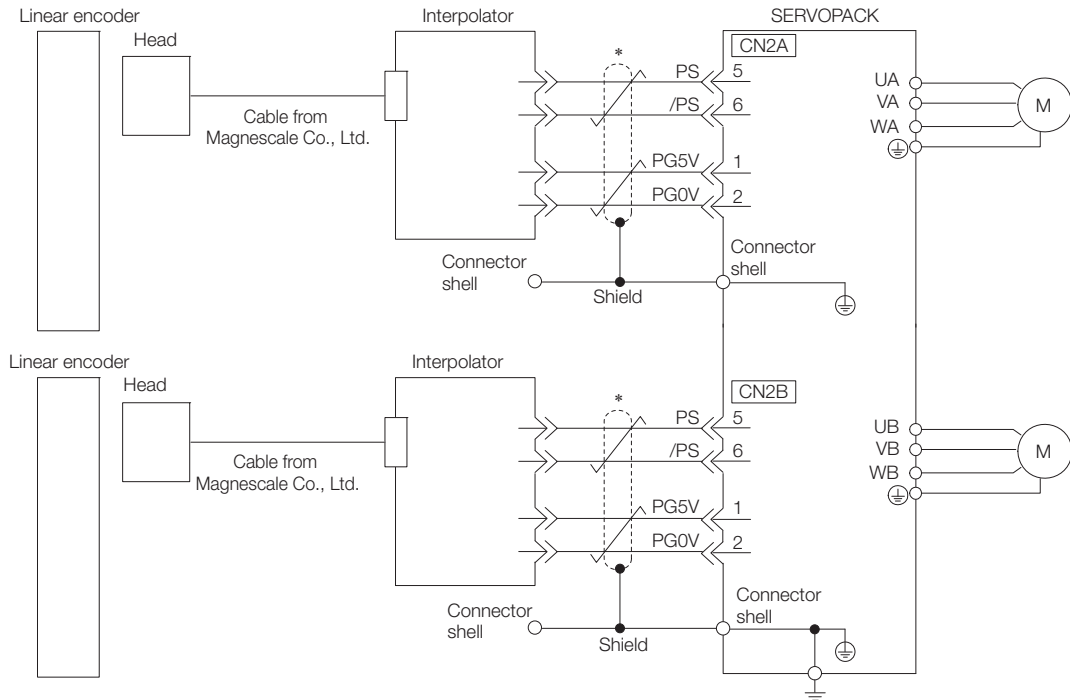 Linear encoder
Head
Cable from
Magnescale Co., Ltd.
Interpolator
*
SERVOPACK
CN2A
PS
5
/PS
6
PG5V
1
PG0V
2
Connector
shell
Shield
Connector
shell
UA
VA
WA
M
Linear encoder
Head
Cable from
Magnescale Co., Ltd.
Interpolator
*
CN2B
PS
5
/PS
6
PG5V
1
PG0V
2
Connector
shell
Shield
Connector
shell
UB
VB
WB
M